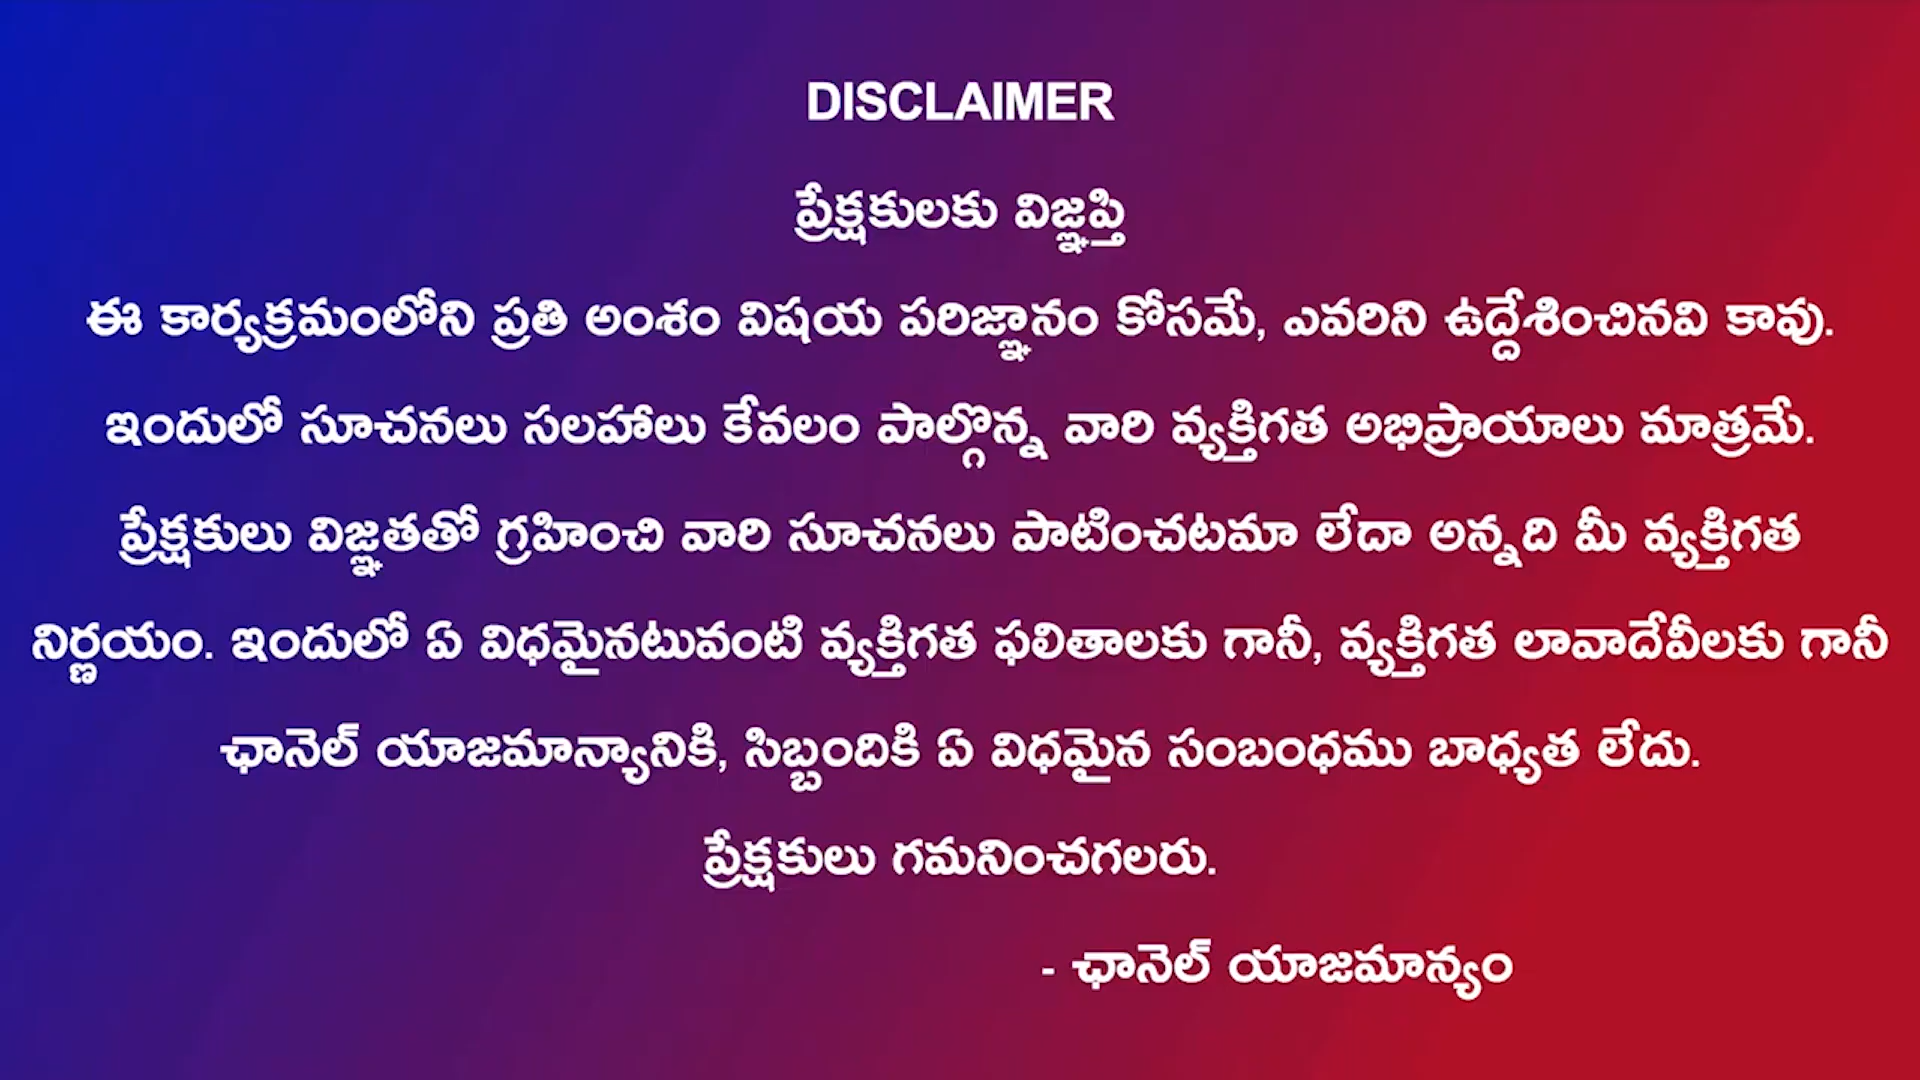 DISCLAIMER
ప్రేక్షకులకు విజ్ఞప్తి
ఈ కార్యక్రమంలోని ప్రతి అంశం విషయ పరిజ్ఞానం కోసమే, ఎవరిని ఉద్దేశించినవి కావు.
ఇందులో సూచనలు సలహాలు కేవలం పాల్గొన్న వారి వ్యక్తిగత అభిప్రాయాలు మాత్రమే.
ప్రేక్షకులు విజ్ఞతతో గ్రహించి వారి సూచనలు పాటించటమా లేదా అన్నది మీ వ్యక్తిగత
నిర్ణయం. ఇందులో ఏ విధమైనటువంటి వ్యక్తిగత ఫలితాలకు గానీ, వ్యక్తిగత లావాదేవీలకు గానీ
ఛానెల్ యాజమాన్యానికి, సిబ్బందికి ఏ విధమైన సంబంధము బాధ్యత లేదు.
ప్రేక్షకులు గమనించగలరు.
- ఛానెల్ యాజమాన్యం